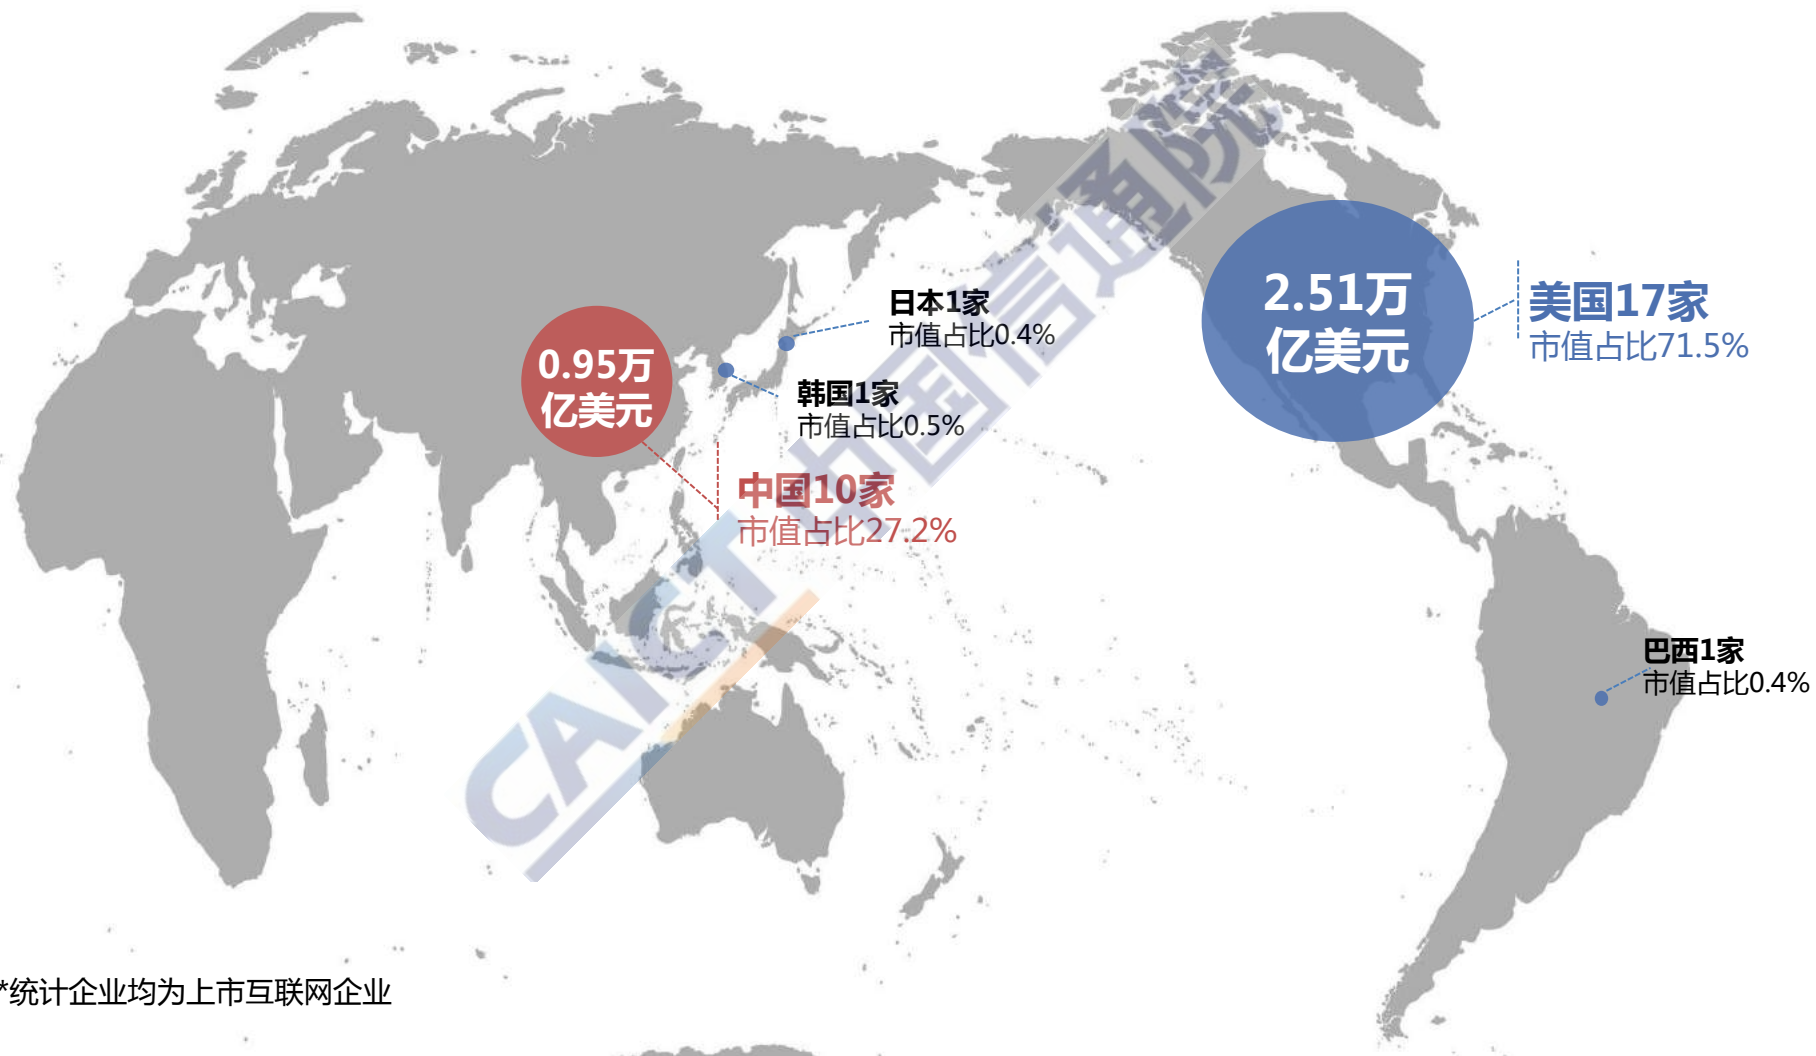 日本1家
市值占比0.4%
0.95万
亿美元
韩国1家
市值占比0.5%
中国10家
市值占比27.2%
2.51万
亿美元
美国17家
市值占比71.5%
巴西1家
市值占比0.4%
CAICT 中国信通院
*统计企业均为上市互联网企业